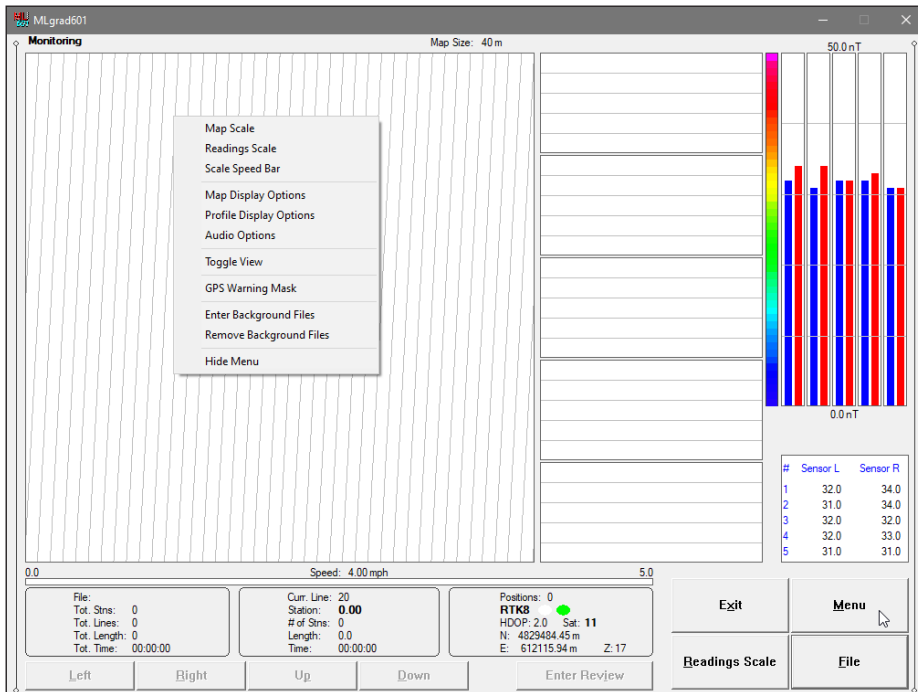 MLgrad601
Monitoring
Map Size: 40 m
50.0 nT
Map Scale
Readings Scale
Scale Speed Bar
Map Display Options
Profile Display Options
Audio Options
Toggle View
GPS Warning Mask
Enter Background Files
Remove Background Files
Hide Menu
0.0 nT
# Sensor L Sensor R
1 32.0 34.0
2 31.0 34.0
3 32.0 32.0
4 32.0 33.0
5 31.0 31.0
0.0 Speed: 4.00 mph 5.0
File:
Tot. Stns: 0
Tot. Lines: 0
Tot. Length: 0
Tot. Time: 00:00:00
Curr. Line: 20
Station: 0.00
# of Stns: 0
Length: 0.0
Time: 00:00:00
Positions: 0
RTK8
HDOP: 2.0 Sat: 11
N: 4829484.45 m
E: 612115.94 m Z: 17
Exit
Menu
Readings Scale
File
Left
Right
Up
Down
Enter Review